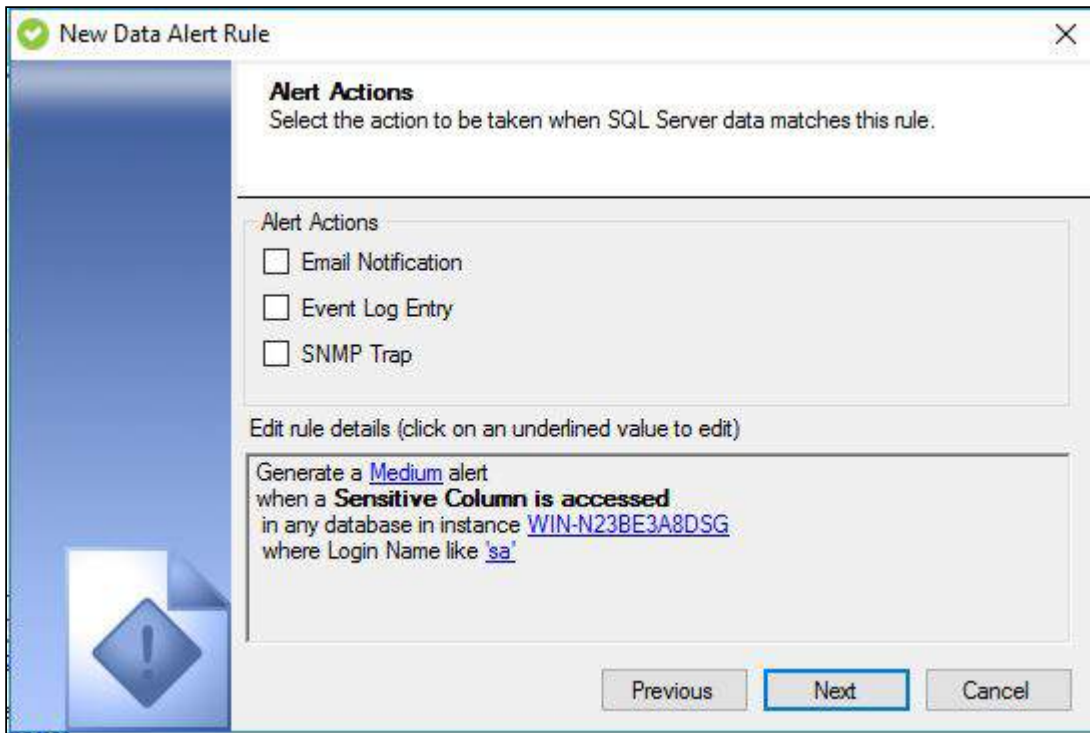 New Data Alert Rule
Alert Actions
Select the action to be taken when SQL Server data matches this rule.
Alert Actions
Email Notification
Event Log Entry
SNMP Trap
Edit rule details (click on an underlined value to edit)
Generate a Medium alert
when a Sensitive Column is accessed
in any database in instance WIN-N23BE3A8DSG
where Login Name like 'sa'
Previous Next Cancel